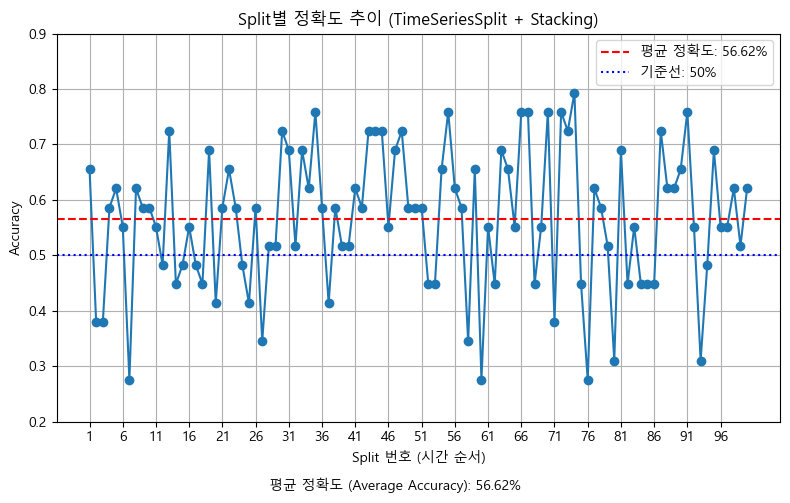 Split별 정확도 추이 (TimeSeriesSplit + Stacking)
평균 정확도: 56.62%
기준선: 50%
Accuracy
0.9
0.8
0.7
0.6
0.5
0.4
0.3
0.2
1 6 11 16 21 26 31 36 41 46 51 56 61 66 71 76 81 86 91 96
Split 번호 (시간 순서)
평균 정확도 (Average Accuracy): 56.62%